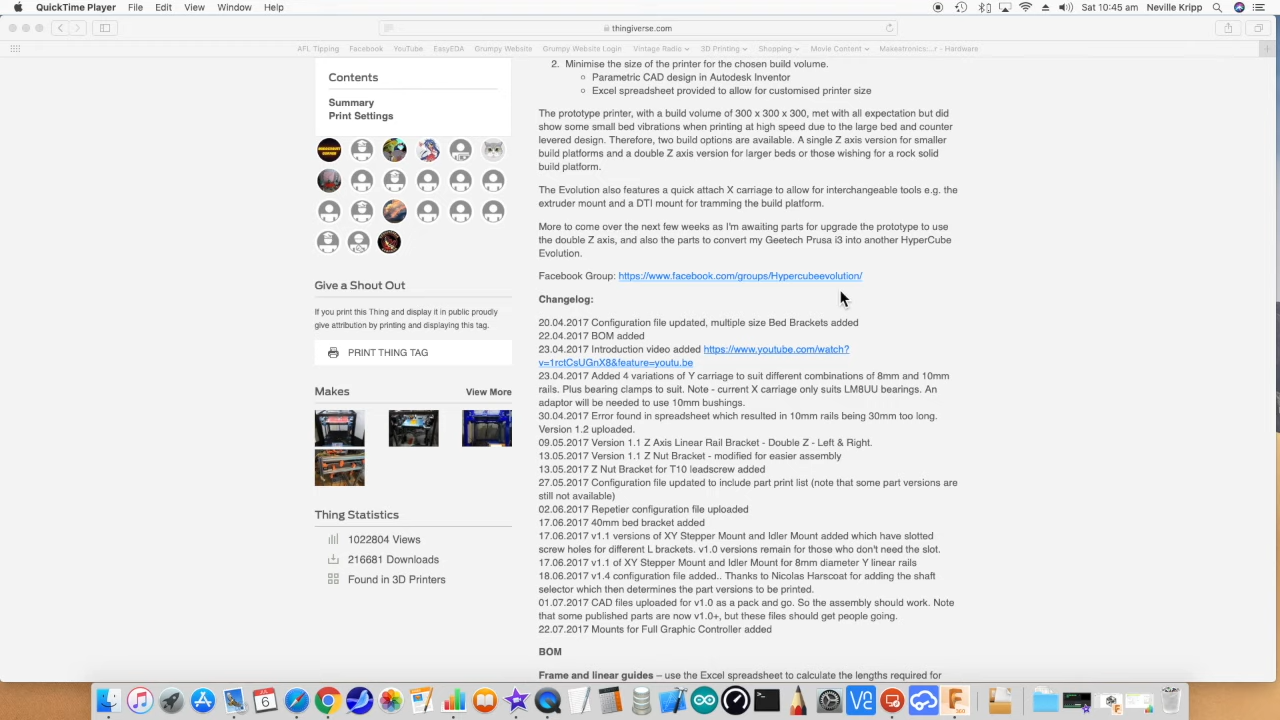 QuickTime Player File Edit View Window Help Sat 10:45 am Neville Kripp
thingiverse.com
AFL Tipping Facebook YouTube EasyEDA Grumpy Website Grumpy Website Login Vintage Radio 3D Printing Shopping Movie Content Makeatronics:...r - Hardware
Contents
Summary
Print Settings
Give a Shout Out
If you print this Thing and display it in public proudly
give attribution by printing and displaying this tag.
PRINT THING TAG
Makes View More
Thing Statistics
1022804 Views
216681 Downloads
Found in 3D Printers
2. Minimise the size of the printer for the chosen build volume.
Parametric CAD design in Autodesk Inventor
Excel spreadsheet provided to allow for customised printer size
The prototype printer, with a build volume of 300 x 300 x 300, met with all expectation but did
show some small bed vibrations when printing at high speed due to the large bed and counter
levered design. Therefore, two build options are available. A single Z axis version for smaller
build platforms and a double Z axis version for larger beds or those wishing for a rock solid
build platform.
The Evolution also features a quick attach X carriage to allow for interchangeable tools e.g. the
extruder mount and a DTI mount for tramming the build platform.
More to come over the next few weeks as I'm awaiting parts for upgrade the prototype to use
the double Z axis, and also the parts to convert my Geetech Prusa i3 into another HyperCube
Evolution.
Facebook Group: https://www.facebook.com/groups/Hypercubeevolution/
Changelog:
20.04.2017 Configuration file updated, multiple size Bed Brackets added
22.04.2017 BOM added
23.04.2017 Introduction video added https://www.youtube.com/watch?
v=1rctCsUGnX8&feature=youtu.be
23.04.2017 Added 4 variations of Y carriage to suit different combinations of 8mm and 10mm
rails. Plus bearing clamps to suit. Note - current X carriage only suits LM8UU bearings. An
adaptor will be needed to use 10mm bushings.
30.04.2017 Error found in spreadsheet which resulted in 10mm rails being 30mm too long.
Version 1.2 uploaded.
09.05.2017 Version 1.1 Z Axis Linear Rail Bracket - Double Z - Left & Right.
13.05.2017 Version 1.1 Z Nut Bracket - modified for easier assembly
13.05.2017 Z Nut Bracket for T10 leadscrew added
27.05.2017 Configuration file updated to include part print list (note that some part versions are
still not available)
02.06.2017 Repetier configuration file uploaded
17.06.2017 40mm bed bracket added
17.06.2017 v1.1 versions of XY Stepper Mount and Idler Mount added which have slotted
screw holes for different L brackets. v1.0 versions remain for those who don't need the slot.
17.06.2017 v1.1 of XY Stepper Mount and Idler Mount for 8mm diameter Y linear rails
18.06.2017 v1.4 configuration file added.. Thanks to Nicolas Harscoat for adding the shaft
selector which then determines the part versions to be printed.
01.07.2017 CAD files uploaded for v1.0 as a pack and go. So the assembly should work. Note
that some published parts are now v1.0+, but these files should get people going.
22.07.2017 Mounts for Full Graphic Controller added
BOM
Frame and linear guides – use the Excel spreadsheet to calculate the lengths required for